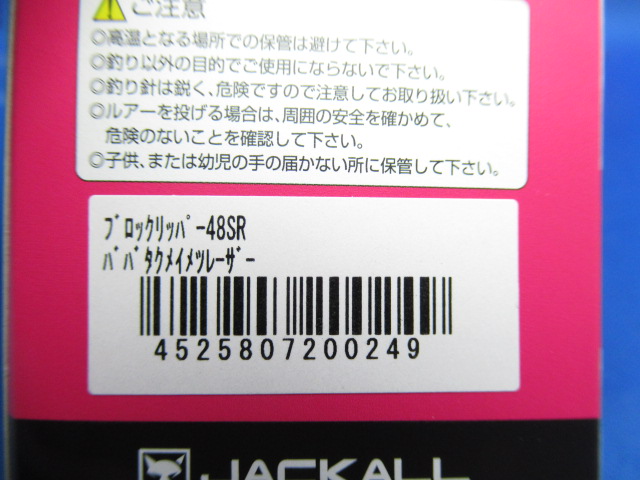 ご注意
◎高温となる場所での保管は避けて下さい。
◎釣り以外の目的でご使用にならないで下さい。
◎釣り針は鋭く、危険ですので注意してお取り扱い下さい。
◎ルアーを投げる場合は、周囲の安全を確かめて、
危険のないことを確認して下さい。
◎子供、または幼児の手の届かない所に保管して下さい。
ﾌﾞﾛｯｸﾘｯﾊﾟｰ48SR
ﾊﾞﾊﾞﾀｸﾒｲﾒﾂﾚｰｻﾞｰ
4525807200249
JACKALL